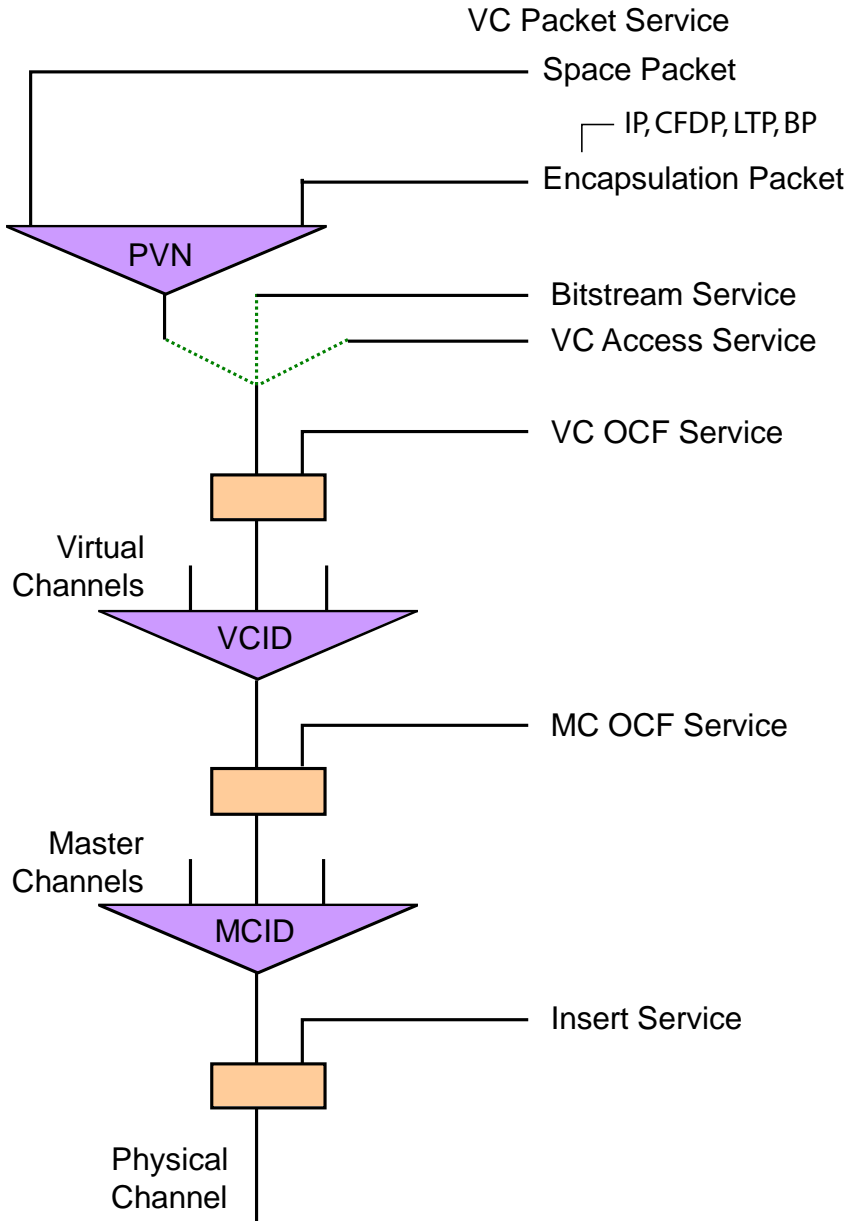 VC Packet Service
Space Packet
IP, CFDP, LTP, BP
Encapsulation Packet
PVN
Bitstream Service
VC Access Service
VC OCF Service
Virtual
Channels
VCID
MC OCF Service
Master
Channels
MCID
Insert Service
Physical
Channel